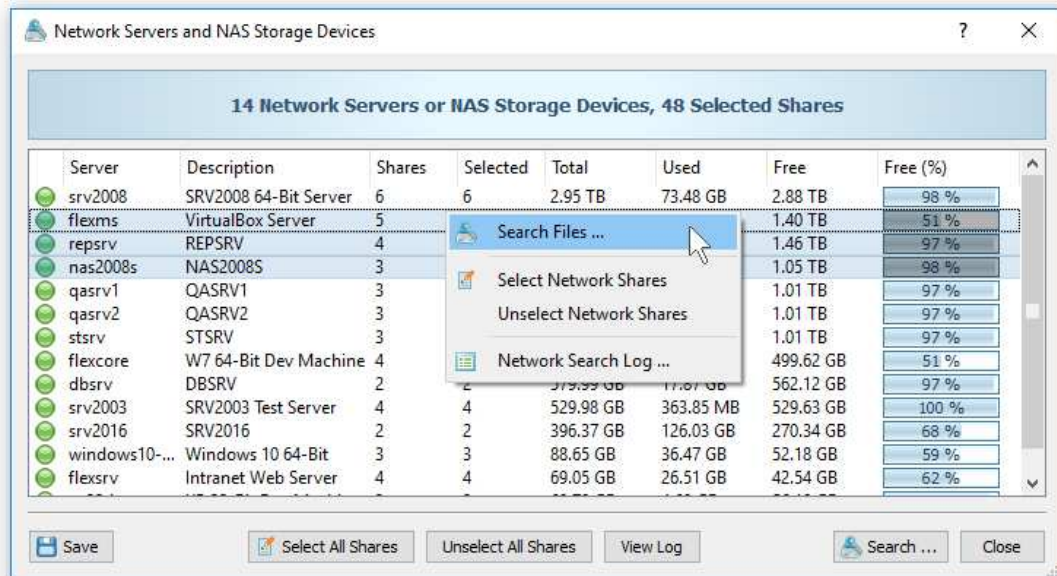 Network Servers and NAS Storage Devices
?
14 Network Servers or NAS Storage Devices, 48 Selected Shares
Server Description Shares Selected Total Used Free Free (%)
srv2008 SRV2008 64-Bit Server 6 6 2.95 TB 73.48 GB 2.88 TB 98 %
flexms VirtualBox Server 5 1.40 TB 51 %
repsrv REPSRV 4 1.46 TB 97 %
nas2008s NAS2008S 3 1.05 TB 98 %
qasrv1 QASRV1 3 1.01 TB 97 %
qasrv2 QASRV2 3 1.01 TB 97 %
stsrv STSRV 3 1.01 TB 97 %
flexcore W7 64-Bit Dev Machine 4 499.62 GB 51 %
dbsrv DBSRV 2 562.12 GB 97 %
srv2003 SRV2003 Test Server 4 4 529.98 GB 363.85 MB 529.63 GB 100 %
srv2016 SRV2016 2 2 396.37 GB 126.03 GB 270.34 GB 68 %
windows10-... Windows 10 64-Bit 3 3 88.65 GB 36.47 GB 52.18 GB 59 %
flexsrv Intranet Web Server 4 4 69.05 GB 26.51 GB 42.54 GB 62 %
Search Files ...
Select Network Shares
Unselect Network Shares
Network Search Log ...
Save Select All Shares Unselect All Shares View Log Search ... Close